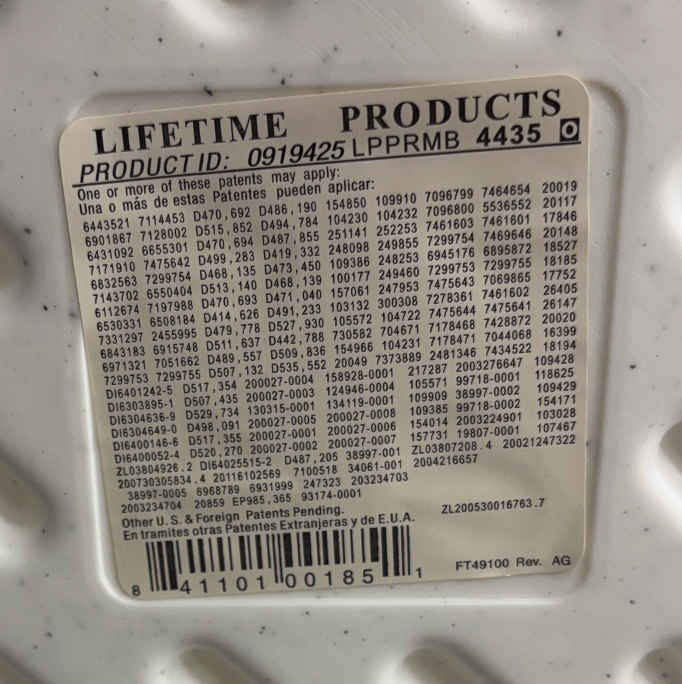 LIFETIME PRODUCTS
PRODUCT ID: 0919425 LPPRMB 4435
One or more of these patents may apply:
Una o más de estas Patentes pueden aplicar:
6443521 7114453 D470,692 D486,190 154850 109910 7096799 7464654 20019
6901867 7128002 D515,852 D494,784 104230 104232 7096800 5536552 20117
6431092 6655301 D470,694 D487,855 251141 252253 7461603 7461601 17846
7171910 7475642 D499,283 D419,332 248098 249855 7299754 7469646 20148
6832563 7299754 D468,135 D473,450 109386 248253 6945176 6895872 18527
7143702 6550404 D513,140 D468,139 100177 249460 7299753 7299755 18185
6112674 7197988 D470,693 D471,040 157061 247953 7475643 7069865 17752
6530331 6508184 D414,626 D491,233 103132 300308 7278361 7461602 26405
7331297 2455995 D479,778 D527,930 105572 104722 7475644 7475641 26147
6843183 6915748 D511,637 D442,788 730582 704671 7178468 7428872 20020
6971321 7051662 D489,557 D509,836 154966 104231 7178471 7044068 16399
7299753 7299755 D507,132 D535,552 20049 7373889 2481346 7434522 18194
DI6401242-5 D517,354 200027-0004 158928-0001 217287 2003276647 109428
DI6303895-1 D507,435 200027-0003 124946-0004 105571 99718-0001 118625
DI6304636-9 D529,734 130315-0001 134119-0001 109909 38997-0002 109429
DI6304649-0 D498,091 200027-0005 200027-0008 109385 99718-0002 154171
DI6400146-6 D517,355 200027-0001 200027-0006 154014 2003224901 103028
DI6400052-4 D520,270 200027-0002 200027-0007 157731 19807-0001 107467
ZL03804926.2 DI64025515-2 D487,205 38997-001 ZL03807208.4 20021247322
200730305834.4 20116102569 7100518 34061-001 2004216657
38997-0005 6968789 6931999 247323 203234703
2003234704 20859 EP985,365 93174-0001
Other U.S. & Foreign Patents Pending.
En tramites otras Patentes Extranjeras y de E.U.A.
ZL200530016763.7
8 41101 00185 1
FT49100 Rev. AG